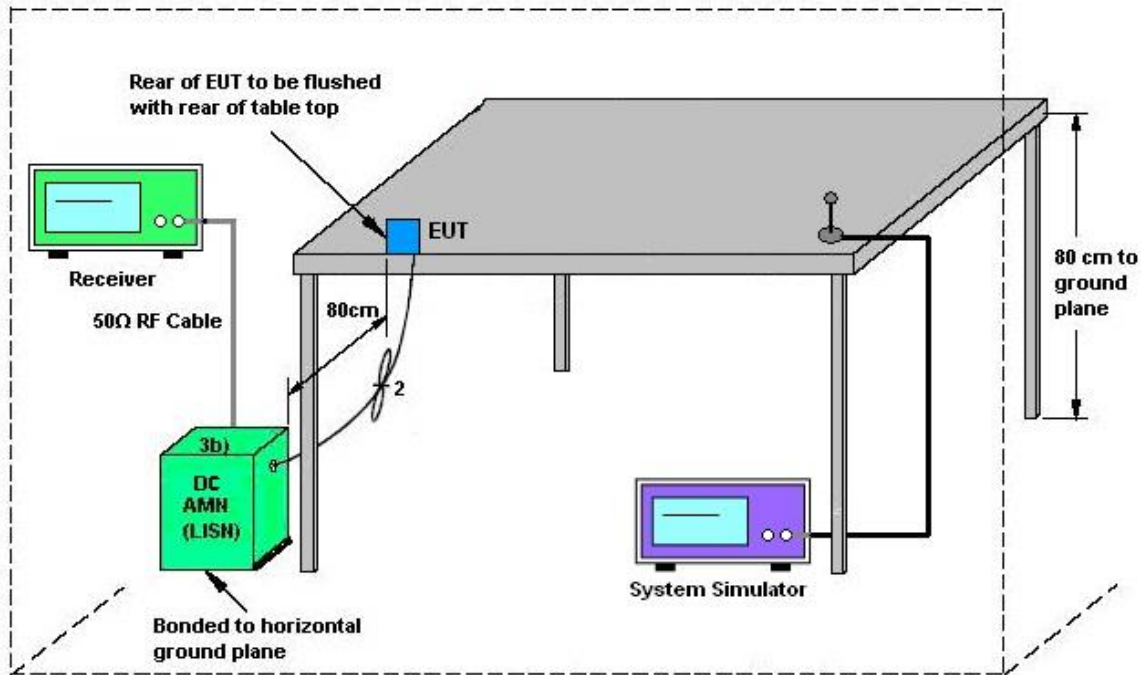 Rear of EUT to be flushed
with rear of table top
EUT
Receiver
50Ω RF Cable
80cm
2
80 cm to
ground
plane
3b)
DC
AMN
(LISN)
System Simulator
Bonded to horizontal
ground plane